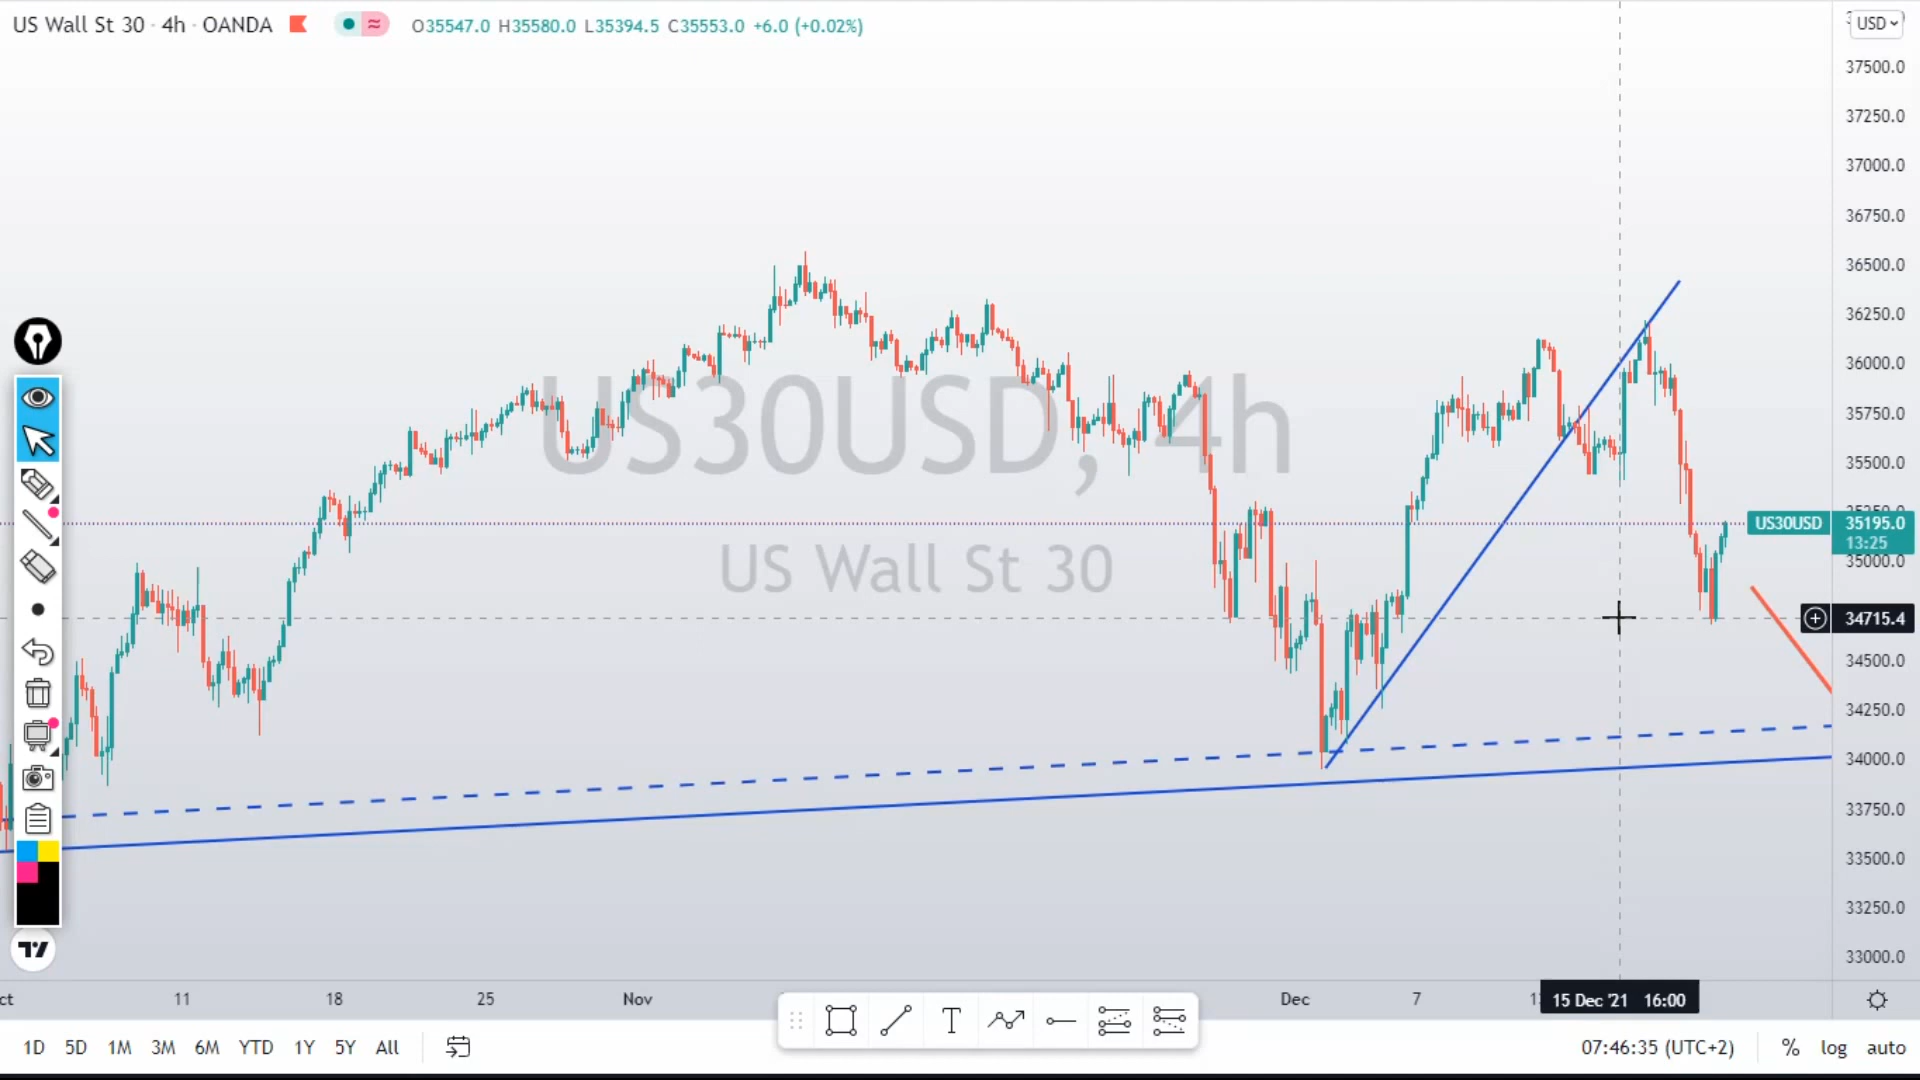 US Wall St 30 · 4h · OANDA O35547.0 H35580.0 L35394.5 C35553.0 +6.0 (+0.02%)
USD
37500.0
37250.0
37000.0
36750.0
36500.0
36250.0
36000.0
35750.0
35500.0
US30USD 35195.0
13:25
35000.0
34715.4
34500.0
34250.0
34000.0
33750.0
33500.0
33250.0
33000.0
US30USD, 4h
US Wall St 30
11 18 25 Nov Dec 7 15 Dec '21 16:00
T
1D 5D 1M 3M 6M YTD 1Y 5Y All 07:46:35 (UTC+2) % log auto